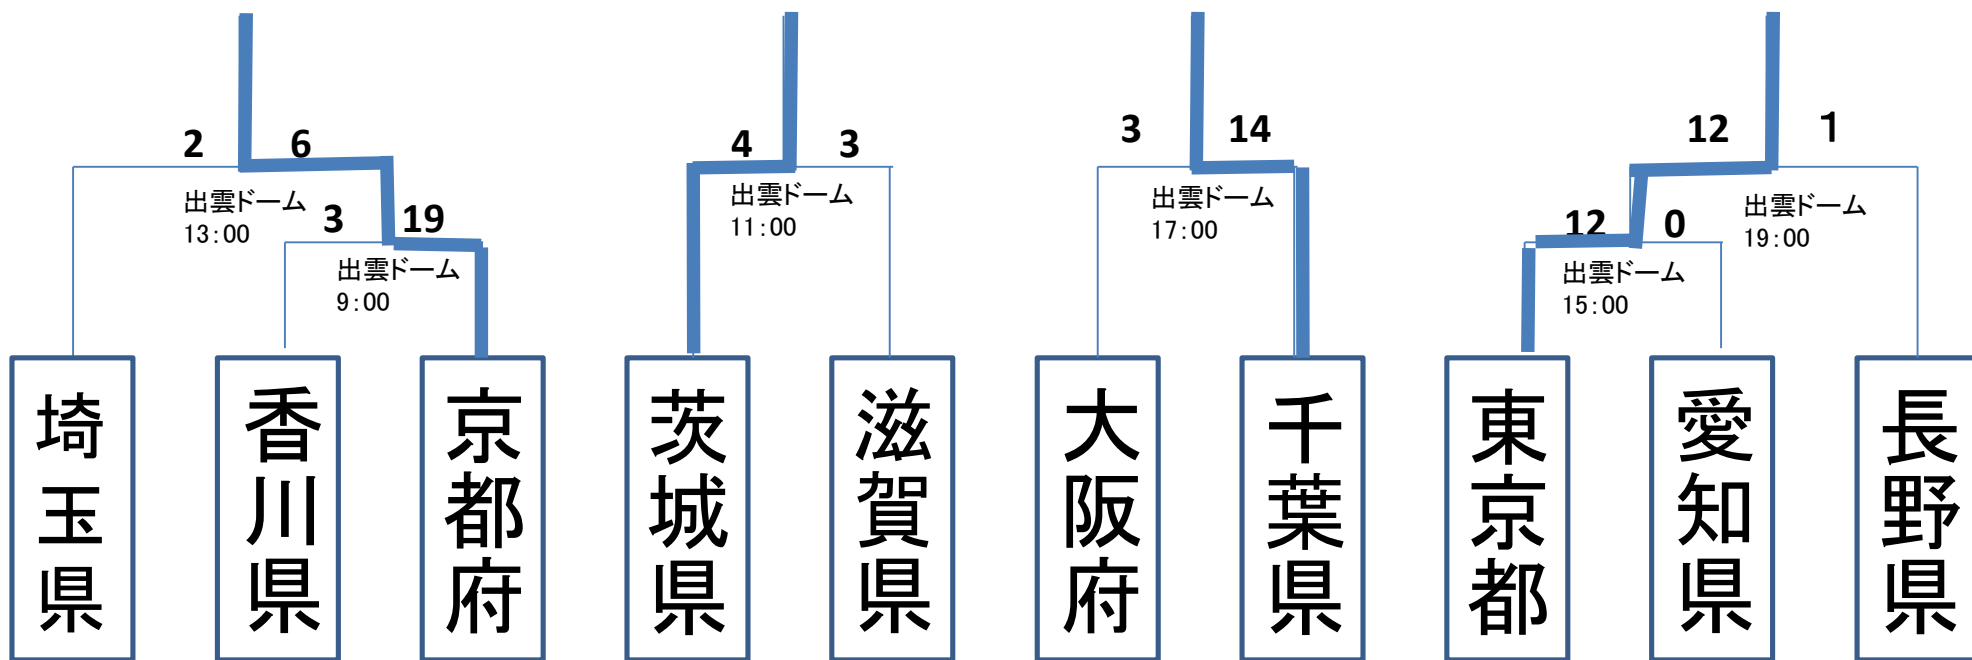 2 6
出雲ドーム
13:00
3 19
出雲ドーム
9:00
4 3
出雲ドーム
11:00
3 14
出雲ドーム
17:00
12 1
出雲ドーム
19:00
12 0
出雲ドーム
15:00
埼玉県
香川県
京都府
茨城県
滋賀県
大阪府
千葉県
東京都
愛知県
長野県